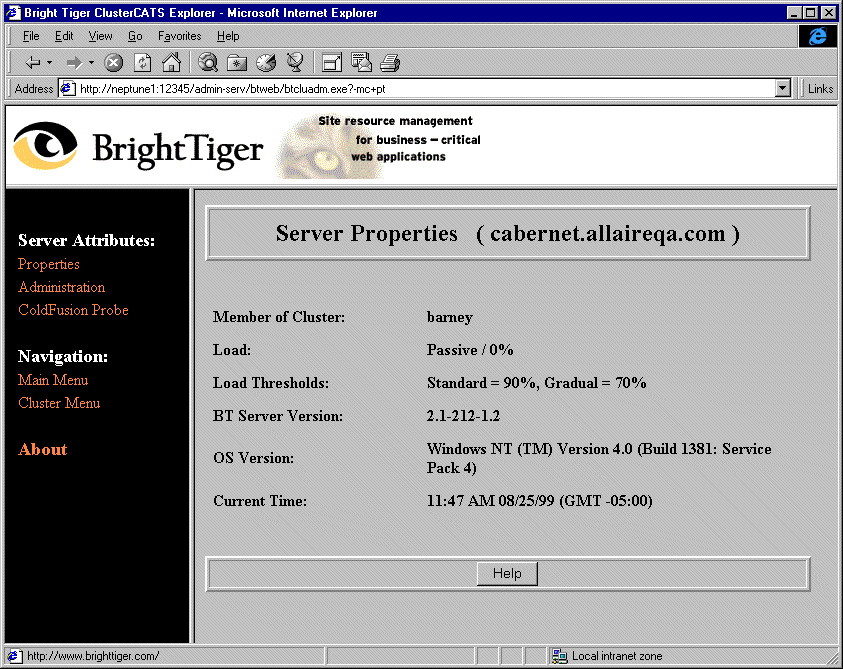 Bright Tiger ClusterCATS Explorer - Microsoft Internet Explorer
File Edit View Go Favorites Help
Address http://neptune1:12345/admin-serv/btweb/btcluadm.exe?-mc+pt Links
BrightTiger
Site resource management
for business – critical
web applications
Server Attributes:
Properties
Administration
ColdFusion Probe
Navigation:
Main Menu
Cluster Menu
About
Server Properties ( cabernet.allaireqa.com )
Member of Cluster: barney
Load: Passive / 0%
Load Thresholds: Standard = 90%, Gradual = 70%
BT Server Version: 2.1-212-1.2
OS Version: Windows NT (TM) Version 4.0 (Build 1381: Service
Pack 4)
Current Time: 11:47 AM 08/25/99 (GMT -05:00)
Help
http://www.brighttiger.com/ Local intranet zone